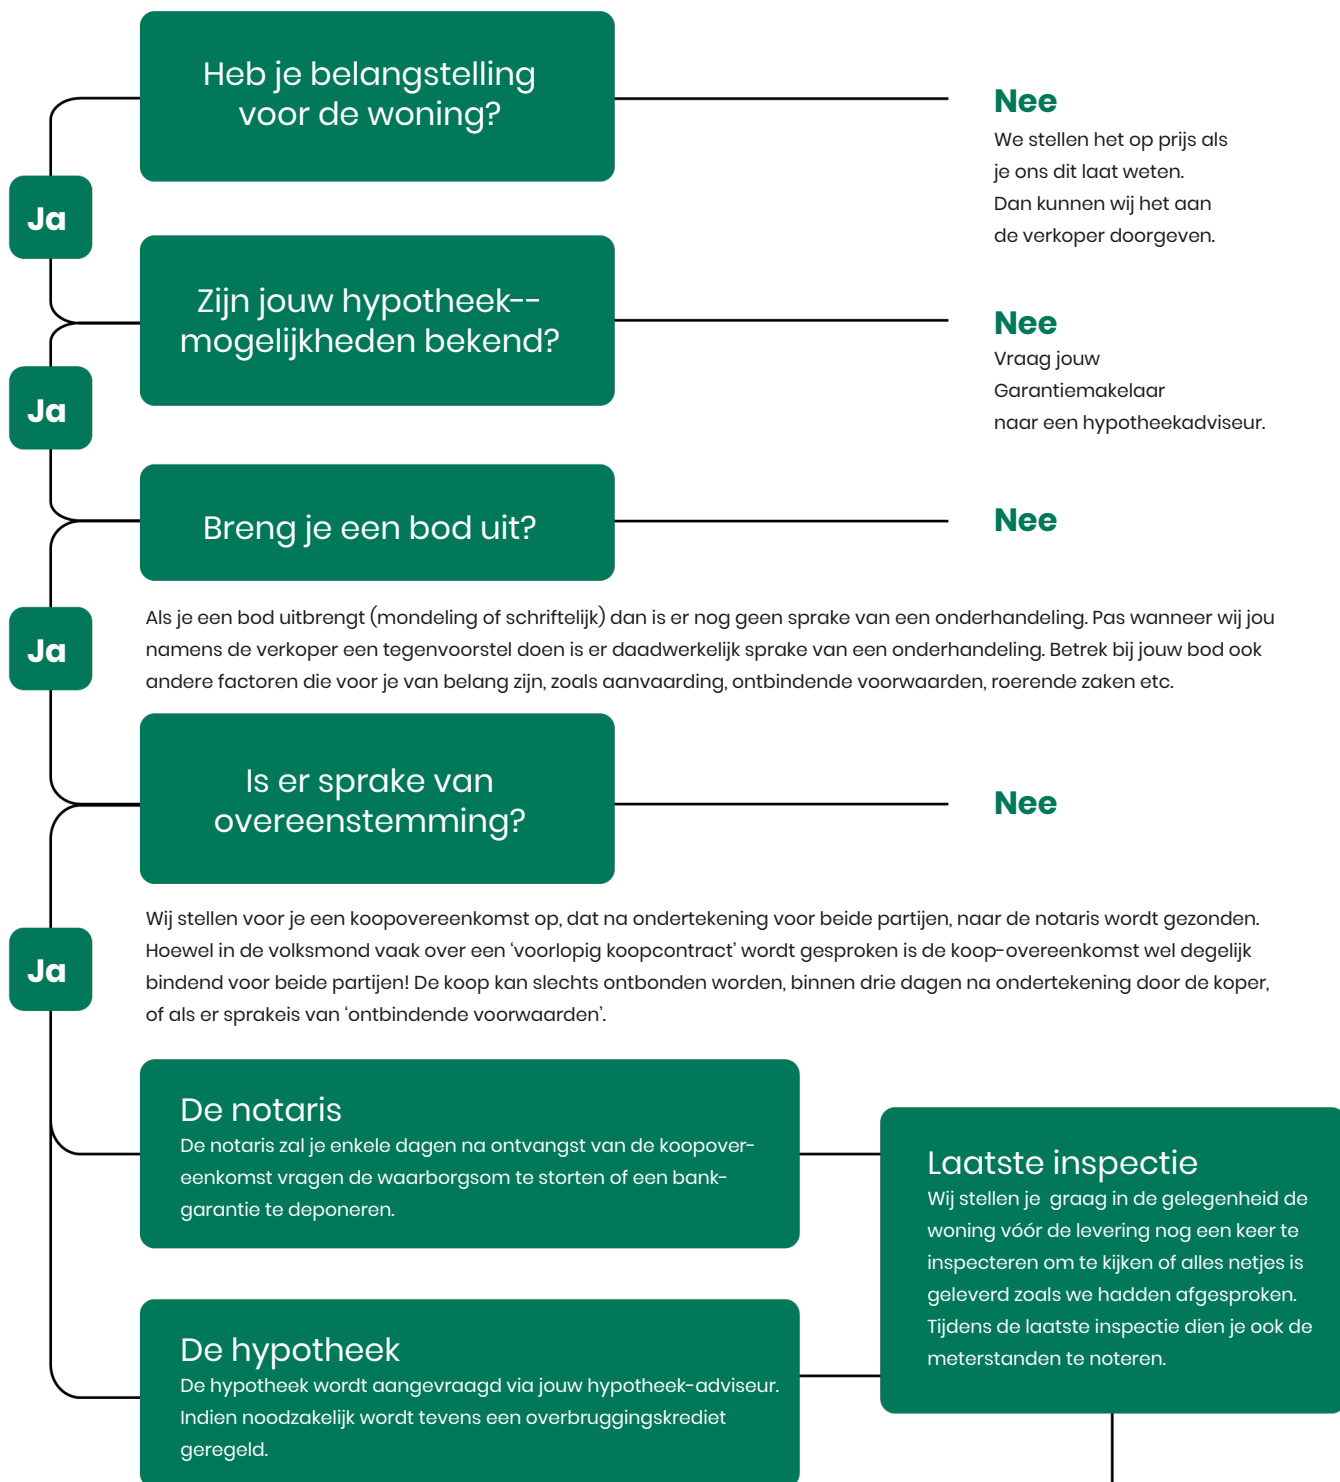 Heb je belangstelling
voor de woning?
Nee
We stellen het op prijs als
je ons dit laat weten.
Dan kunnen wij het aan
de verkoper doorgeven.
Ja
Zijn jouw hypotheek--
mogelijkheden bekend?
Nee
Vraag jouw
Garantiemakelaar
naar een hypotheekadviseur.
Ja
Breng je een bod uit?
Nee
Als je een bod uitbrengt (mondeling of schriftelijk) dan is er nog geen sprake van een onderhandeling. Pas wanneer wij jou
namens de verkoper een tegenvoorstel doen is er daadwerkelijk sprake van een onderhandeling. Betrek bij jouw bod ook
andere factoren die voor je van belang zijn, zoals aanvaarding, ontbindende voorwaarden, roerende zaken etc.
Ja
Is er sprake van
overeenstemming?
Nee
Wij stellen voor je een koopovereenkomst op, dat na ondertekening voor beide partijen, naar de notaris wordt gezonden.
Hoewel in de volksmond vaak over een ‘voorlopig koopcontract’ wordt gesproken is de koop-overeenkomst wel degelijk
bindend voor beide partijen! De koop kan slechts ontbonden worden, binnen drie dagen na ondertekening door de koper,
of als er sprakeis van ‘ontbindende voorwaarden’.
Ja
De notaris
De notaris zal je enkele dagen na ontvangst van de koopover-
eenkomst vragen de waarborgsom te storten of een bank-
garantie te deponeren.
Laatste inspectie
Wij stellen je  graag in de gelegenheid de
woning vóór de levering nog een keer te
inspecteren om te kijken of alles netjes is
geleverd zoals we hadden afgesproken.
Tijdens de laatste inspectie dien je ook de
meterstanden te noteren.
De hypotheek
De hypotheek wordt aangevraagd via jouw hypotheek-adviseur.
Indien noodzakelijk wordt tevens een overbruggingskrediet
geregeld.